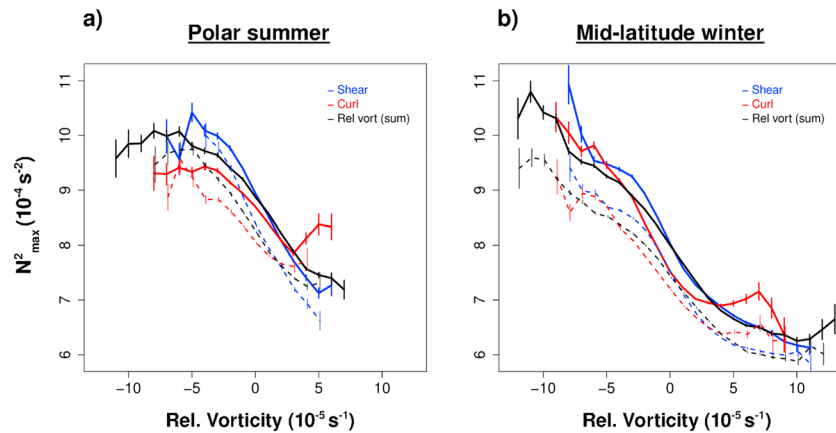 a)
Polar summer
N²max (10⁻⁴ s⁻²)
11
10
9
8
7
6
– Shear
– Curl
– Rel vort (sum)
−10
−5
0
5
10
Rel. Vorticity (10⁻⁵ s⁻¹)
b)
Mid-latitude winter
11
10
9
8
7
6
– Shear
– Curl
– Rel vort (sum)
−10
−5
0
5
10
Rel. Vorticity (10⁻⁵ s⁻¹)